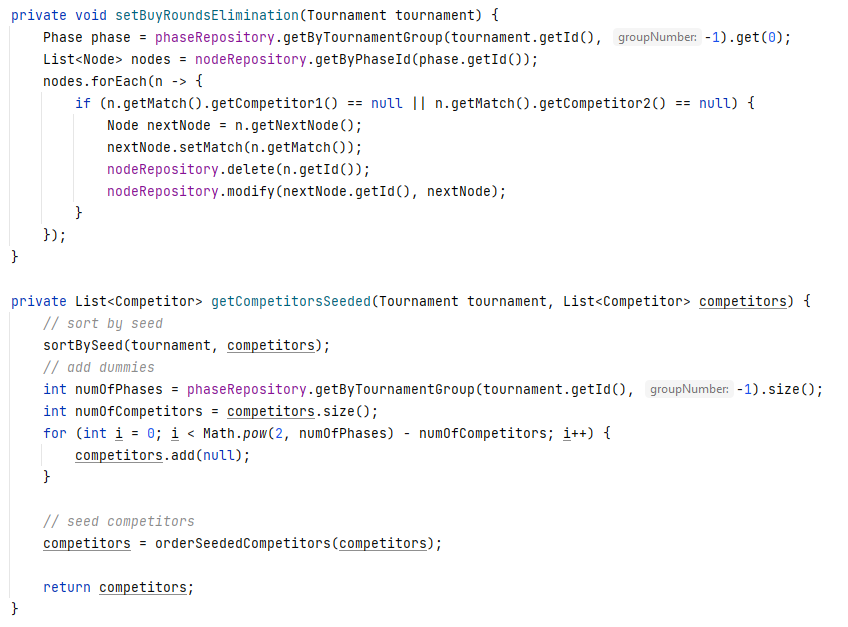 private void setBuyRoundsElimination(Tournament tournament) {
    Phase phase = phaseRepository.getByTournamentGroup(tournament.getId(), groupNumber: -1).get(0);
    List<Node> nodes = nodeRepository.getByPhaseId(phase.getId());
    nodes.forEach(n -> {
        if (n.getMatch().getCompetitor1() == null || n.getMatch().getCompetitor2() == null) {
            Node nextNode = n.getNextNode();
            nextNode.setMatch(n.getMatch());
            nodeRepository.delete(n.getId());
            nodeRepository.modify(nextNode.getId(), nextNode);
        }
    });
}

private List<Competitor> getCompetitorsSeeded(Tournament tournament, List<Competitor> competitors) {
    // sort by seed
    sortBySeed(tournament, competitors);
    // add dummies
    int numOfPhases = phaseRepository.getByTournamentGroup(tournament.getId(), groupNumber: -1).size();
    int numOfCompetitors = competitors.size();
    for (int i = 0; i < Math.pow(2, numOfPhases) - numOfCompetitors; i++) {
        competitors.add(null);
    }

    // seed competitors
    competitors = orderSeededCompetitors(competitors);

    return competitors;
}